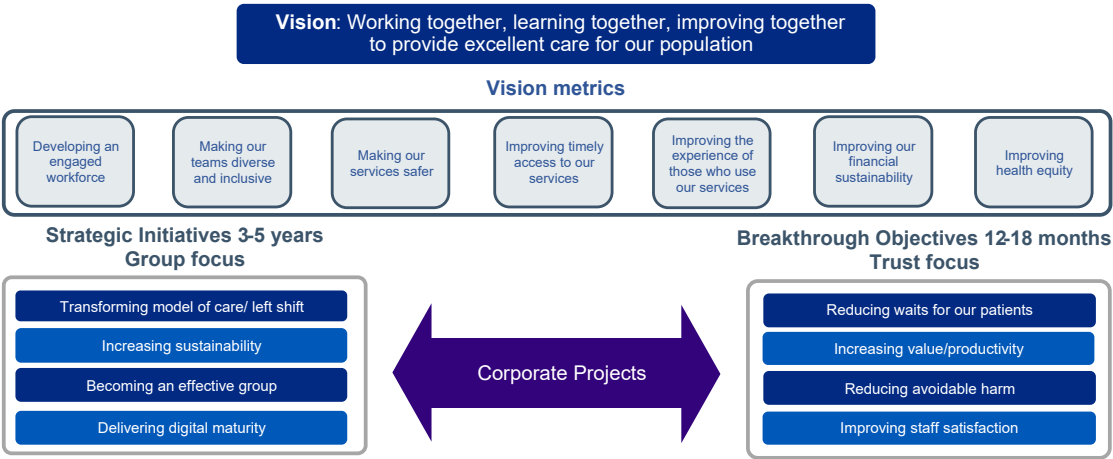 Vision: Working together, learning together, improving together
to provide excellent care for our population
Vision metrics
Developing an
engaged
workforce
Making our
teams diverse
and inclusive
Making our
services safer
Improving timely
access to our
services
Improving the
experience of
those who use
our services
Improving our
financial
sustainability
Improving
health equity
Strategic Initiatives 3-5 years
Group focus
Transforming model of care/ left shift
Increasing sustainability
Becoming an effective group
Delivering digital maturity
Corporate Projects
Breakthrough Objectives 12-18 months
Trust focus
Reducing waits for our patients
Increasing value/productivity
Reducing avoidable harm
Improving staff satisfaction